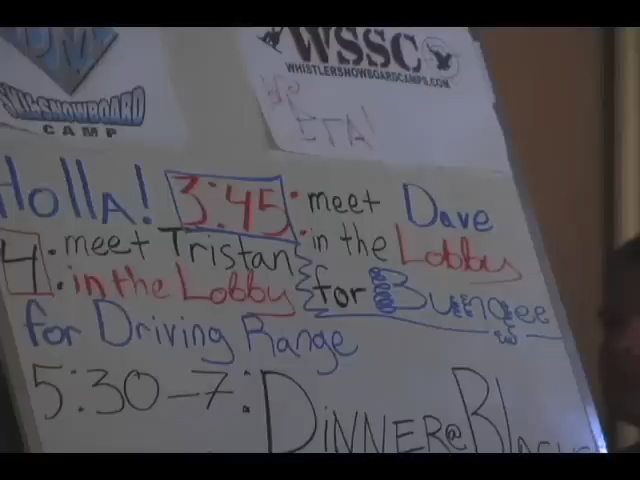 WSSC
WHISTLERSNOWBOARDCAMPS.COM
SKI & SNOWBOARD
CAMP
ETA!
Holla! 3:45: meet Dave
in the Lobby
for Bungee
4: meet Tristan
in the Lobby
for Driving Range
5:30-7: DINNER@